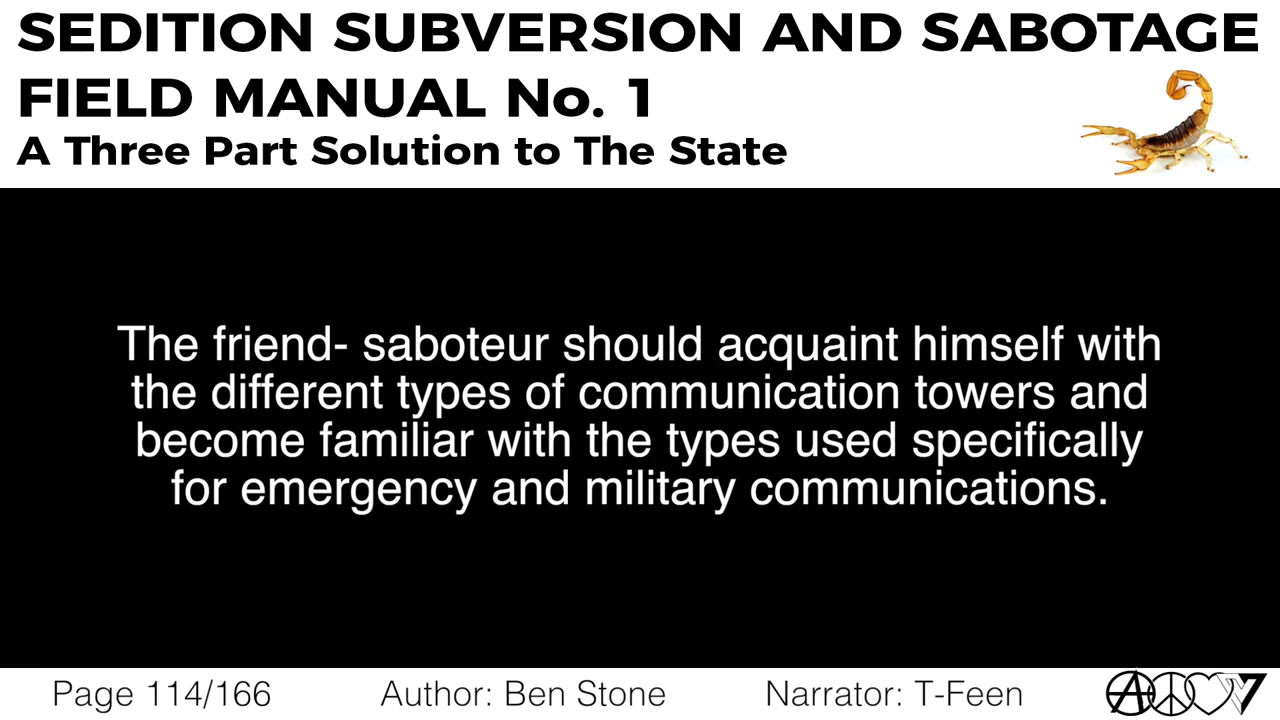 SEDITION SUBVERSION AND SABOTAGE
FIELD MANUAL No. 1
A Three Part Solution to The State
The friend- saboteur should acquaint himself with
the different types of communication towers and
become familiar with the types used specifically
for emergency and military communications.
Page 114/166 Author: Ben Stone Narrator: T-Feen